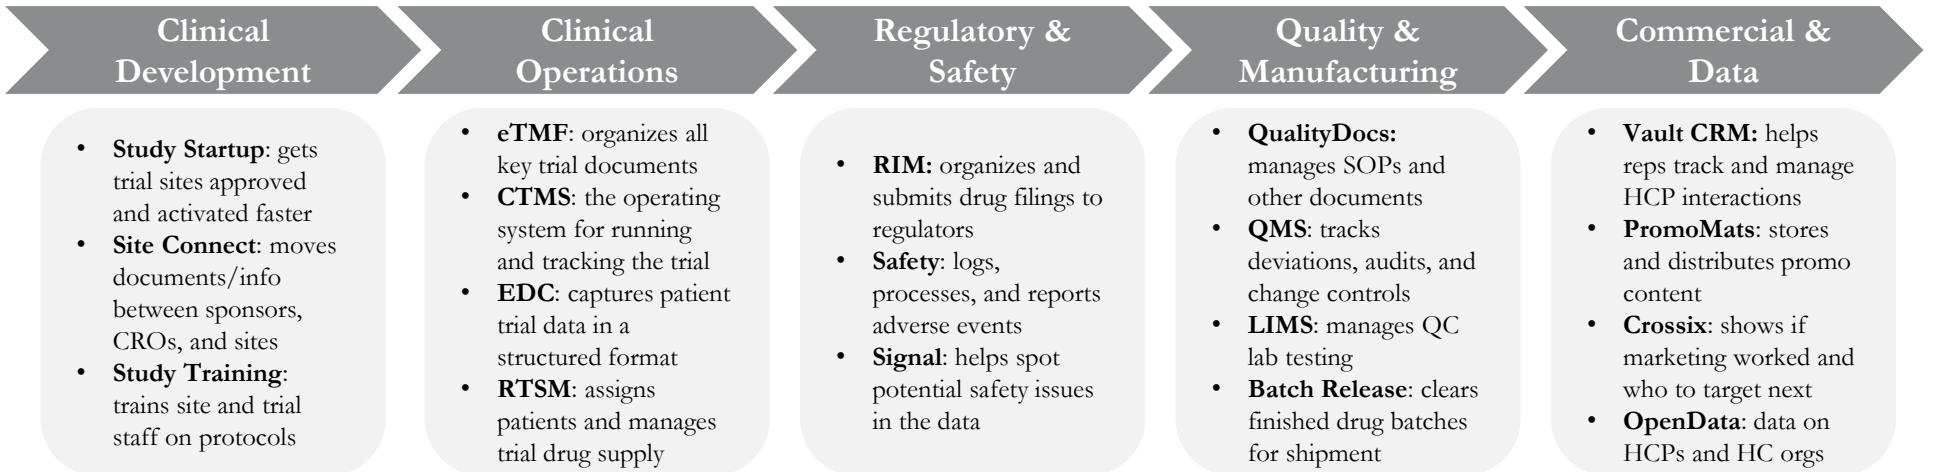 Clinical
Development
Clinical
Operations
Regulatory &
Safety
Quality &
Manufacturing
Commercial &
Data
• Study Startup: gets
trial sites approved
and activated faster
• Site Connect: moves
documents/info
between sponsors,
CROs, and sites
• Study Training:
trains site and trial
staff on protocols
• eTMF: organizes all
key trial documents
• CTMS: the operating
system for running
and tracking the trial
• EDC: captures patient
trial data in a
structured format
• RTSM: assigns
patients and manages
trial drug supply
• RIM: organizes and
submits drug filings to
regulators
• Safety: logs,
processes, and reports
adverse events
• Signal: helps spot
potential safety issues
in the data
• QualityDocs:
manages SOPs and
other documents
• QMS: tracks
deviations, audits, and
change controls
• LIMS: manages QC
lab testing
• Batch Release: clears
finished drug batches
for shipment
• Vault CRM: helps
reps track and manage
HCP interactions
• PromoMats: stores
and distributes promo
content
• Crossix: shows if
marketing worked and
who to target next
• OpenData: data on
HCPs and HC orgs